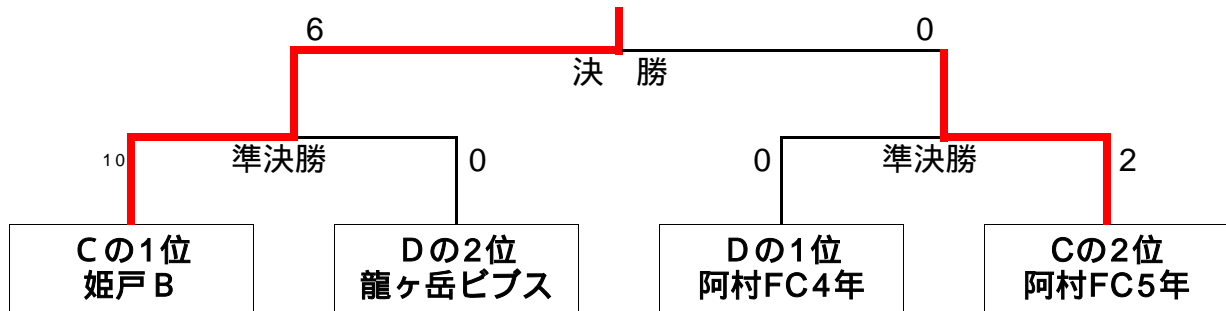 6 0
決 勝
10 準決勝 0 0 準決勝 2
Cの1位 Dの2位 Dの1位 Cの2位
姫戸B 龍ヶ岳ビブス 阿村FC4年 阿村FC5年